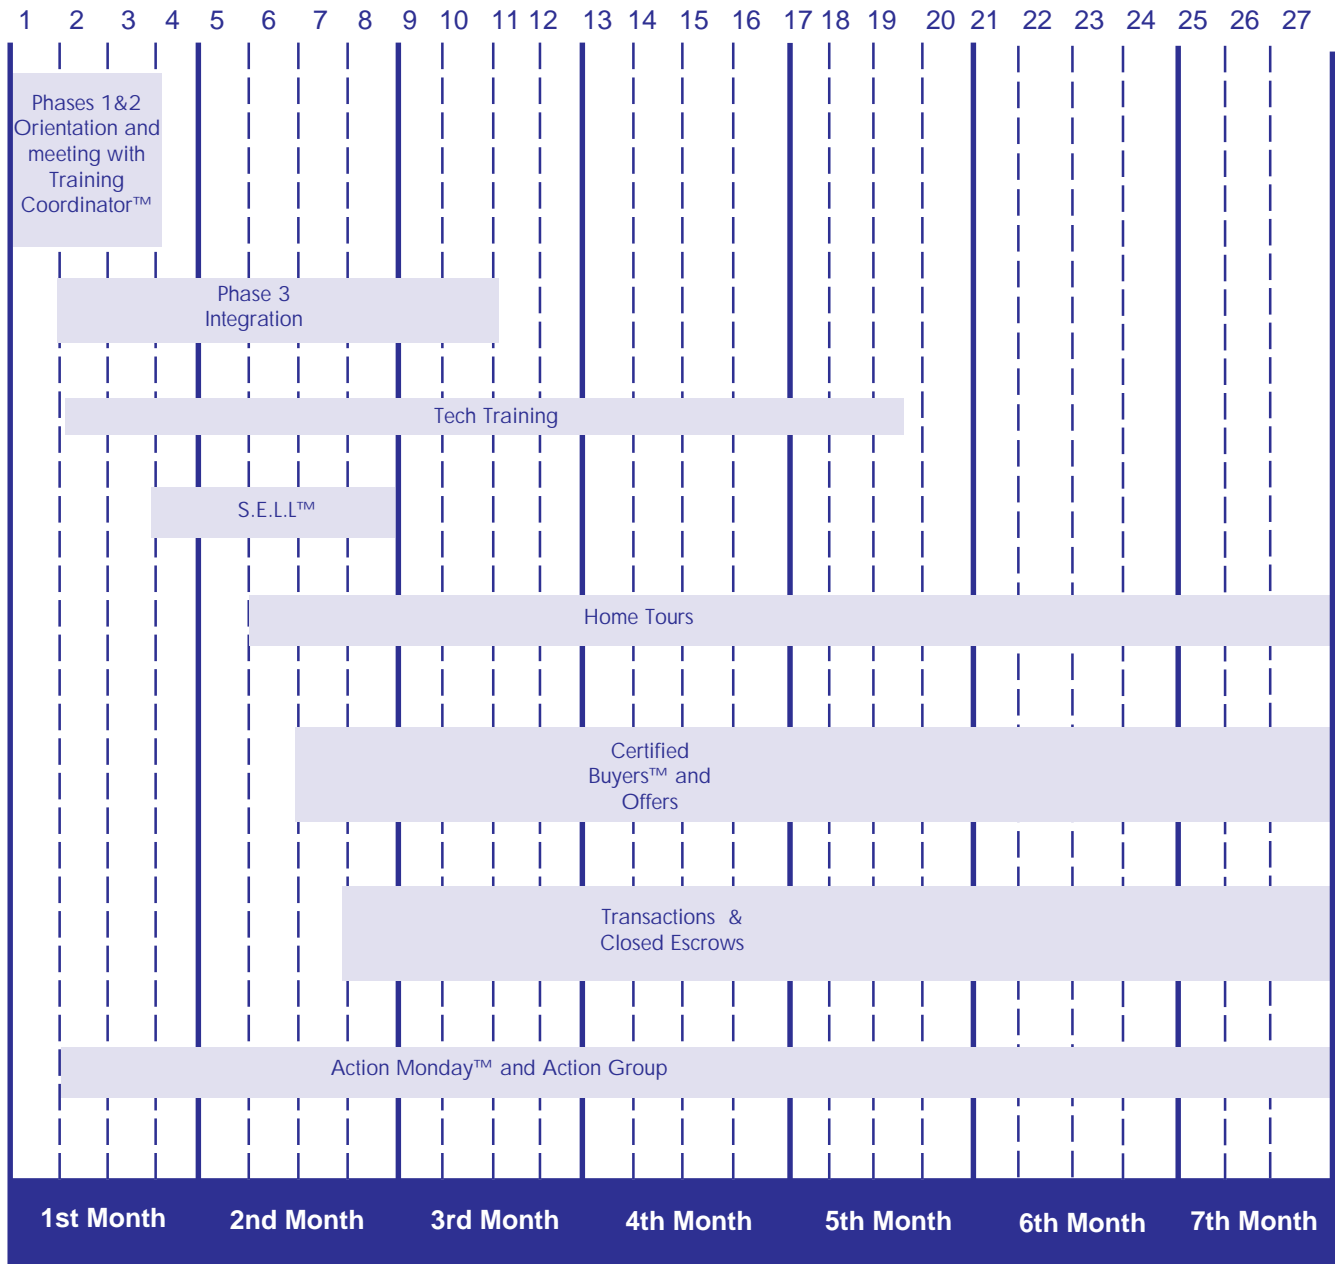 1 2 3 4 5 6 7 8 9 10 11 12 13 14 15 16 17 18 19 20 21 22 23 24 25 26 27
Phases 1&2
Orientation and
meeting with
Training
Coordinator™
Phase 3
Integration
Tech Training
S.E.L.L™
Home Tours
Certified
Buyers™ and
Offers
Transactions &
Closed Escrows
Action Monday™ and Action Group
1st Month 2nd Month 3rd Month 4th Month 5th Month 6th Month 7th Month